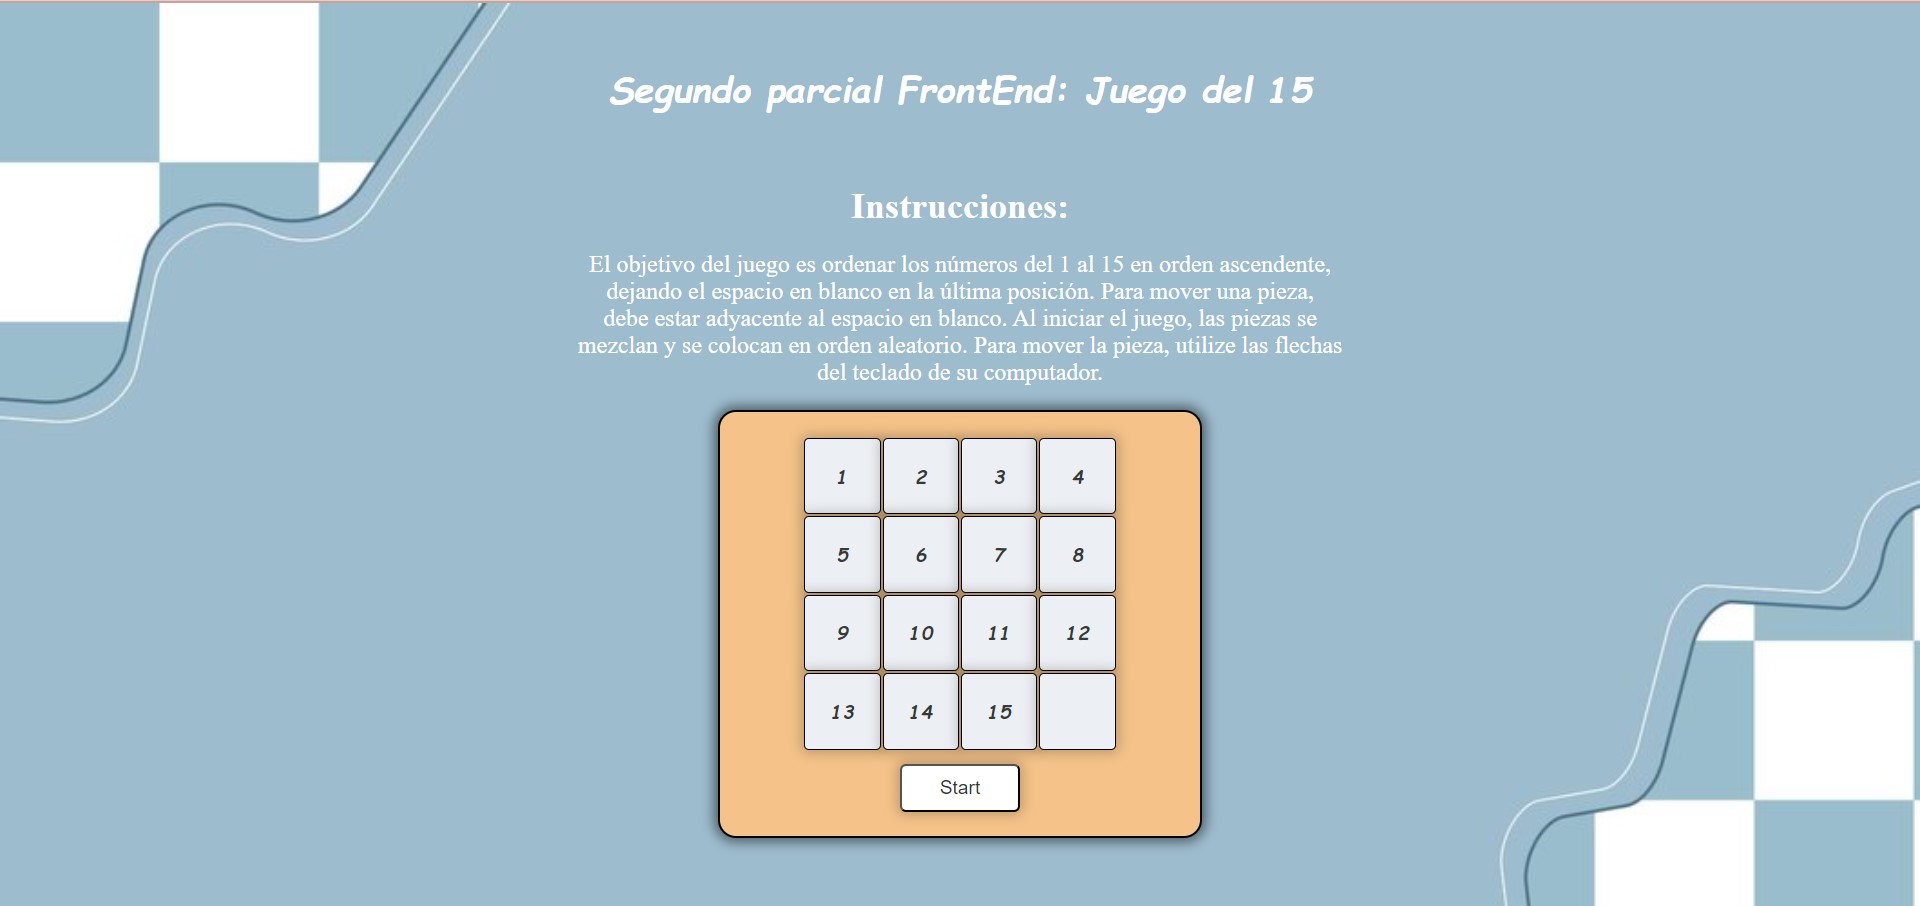 Segundo parcial FrontEnd: Juego del 15
Instrucciones:
El objetivo del juego es ordenar los números del 1 al 15 en orden ascendente,
dejando el espacio en blanco en la última posición. Para mover una pieza,
debe estar adyacente al espacio en blanco. Al iniciar el juego, las piezas se
mezclan y se colocan en orden aleatorio. Para mover la pieza, utilize las flechas
del teclado de su computador.
1 2 3 4
5 6 7 8
9 10 11 12
13 14 15
Start